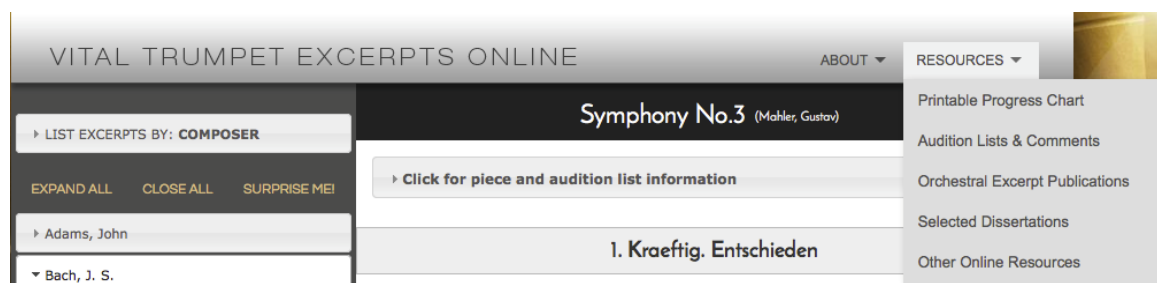 VITAL TRUMPET EXCERPTS ONLINE
ABOUT
RESOURCES
Printable Progress Chart
Audition Lists & Comments
Orchestral Excerpt Publications
Selected Dissertations
Other Online Resources
LIST EXCERPTS BY: COMPOSER
EXPAND ALL CLOSE ALL SURPRISE ME!
Adams, John
Bach, J. S.
Symphony No.3 (Mahler, Gustav)
Click for piece and audition list information
1. Kraeftig. Entschieden